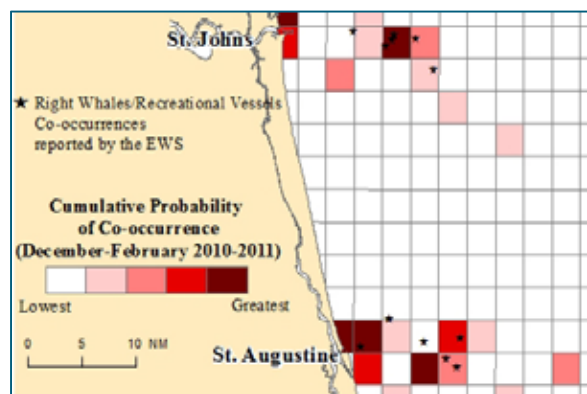 St. Johns
★ Right Whales/Recreational Vessels
Co-occurrences
reported by the EWS
Cumulative Probability
of Co-occurrence
(December-February 2010-2011)
Lowest Greatest
0 5 10 NM
St. Augustine